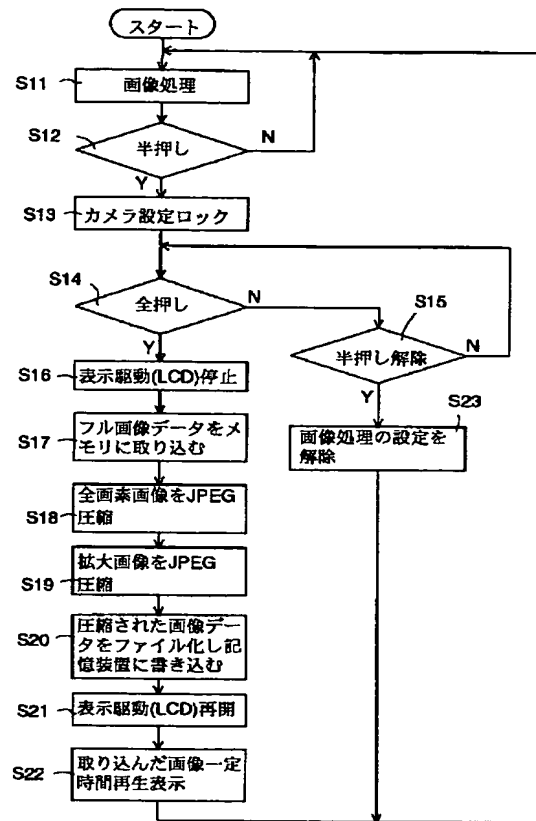 スタート
S11
画像処理
S12
半押し
N
Y
S13
カメラ設定ロック
S14
全押し
N
S15
半押し解除
N
Y
Y
S16
表示駆動(LCD)停止
S23
画像処理の設定を
解除
S17
フル画像データをメ
モリに取り込む
S18
全画素画像をJPEG
圧縮
S19
拡大画像をJPEG
圧縮
S20
圧縮された画像デー
タをファイル化し記
憶装置に書き込む
S21
表示駆動(LCD)再開
S22
取り込んだ画像一定
時間再生表示